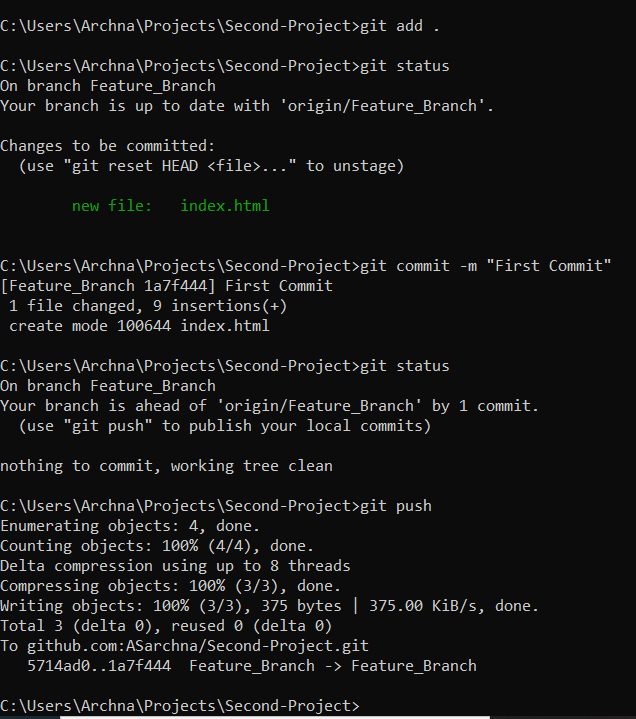 C:\Users\Archna\Projects\Second-Project>git add .
C:\Users\Archna\Projects\Second-Project>git status
On branch Feature_Branch
Your branch is up to date with 'origin/Feature_Branch'.
Changes to be committed:
(use "git reset HEAD <file>..." to unstage)
new file:   index.html
C:\Users\Archna\Projects\Second-Project>git commit -m "First Commit"
[Feature_Branch 1a7f444] First Commit
1 file changed, 9 insertions(+)
create mode 100644 index.html
C:\Users\Archna\Projects\Second-Project>git status
On branch Feature_Branch
Your branch is ahead of 'origin/Feature_Branch' by 1 commit.
(use "git push" to publish your local commits)
nothing to commit, working tree clean
C:\Users\Archna\Projects\Second-Project>git push
Enumerating objects: 4, done.
Counting objects: 100% (4/4), done.
Delta compression using up to 8 threads
Compressing objects: 100% (3/3), done.
Writing objects: 100% (3/3), 375 bytes | 375.00 KiB/s, done.
Total 3 (delta 0), reused 0 (delta 0)
To github.com:ASarchna/Second-Project.git
5714ad0..1a7f444  Feature_Branch -> Feature_Branch
C:\Users\Archna\Projects\Second-Project>